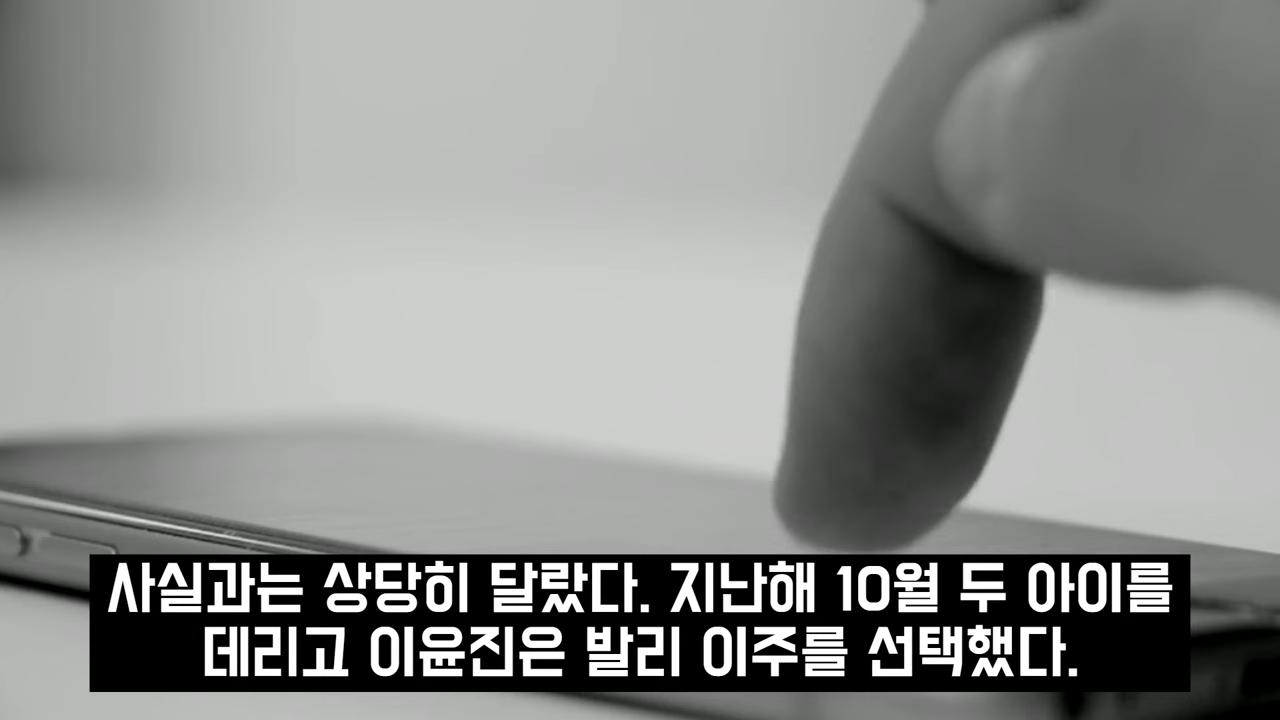 사실과는 상당히 달랐다. 지난해 10월 두 아이를
데리고 이윤진은 발리 이주를 선택했다.